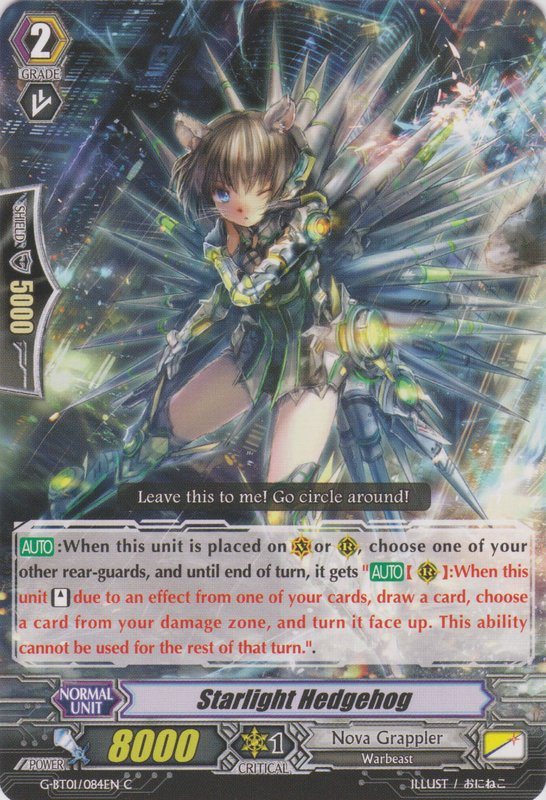 2
GRADE
SHIELD
5000
Leave this to me! Go circle around!
AUTO:When this unit is placed on V or R, choose one of your
other rear-guards, and until end of turn, it gets "AUTO[ R ]:When this
unit due to an effect from one of your cards, draw a card, choose
a card from your damage zone, and turn it face up. This ability
cannot be used for the rest of that turn.".
NORMAL
UNIT
Starlight Hedgehog
POWER
8000
1
CRITICAL
Nova Grappler
Warbeast
G-BT01/084EN C
ILLUST / おにねこ